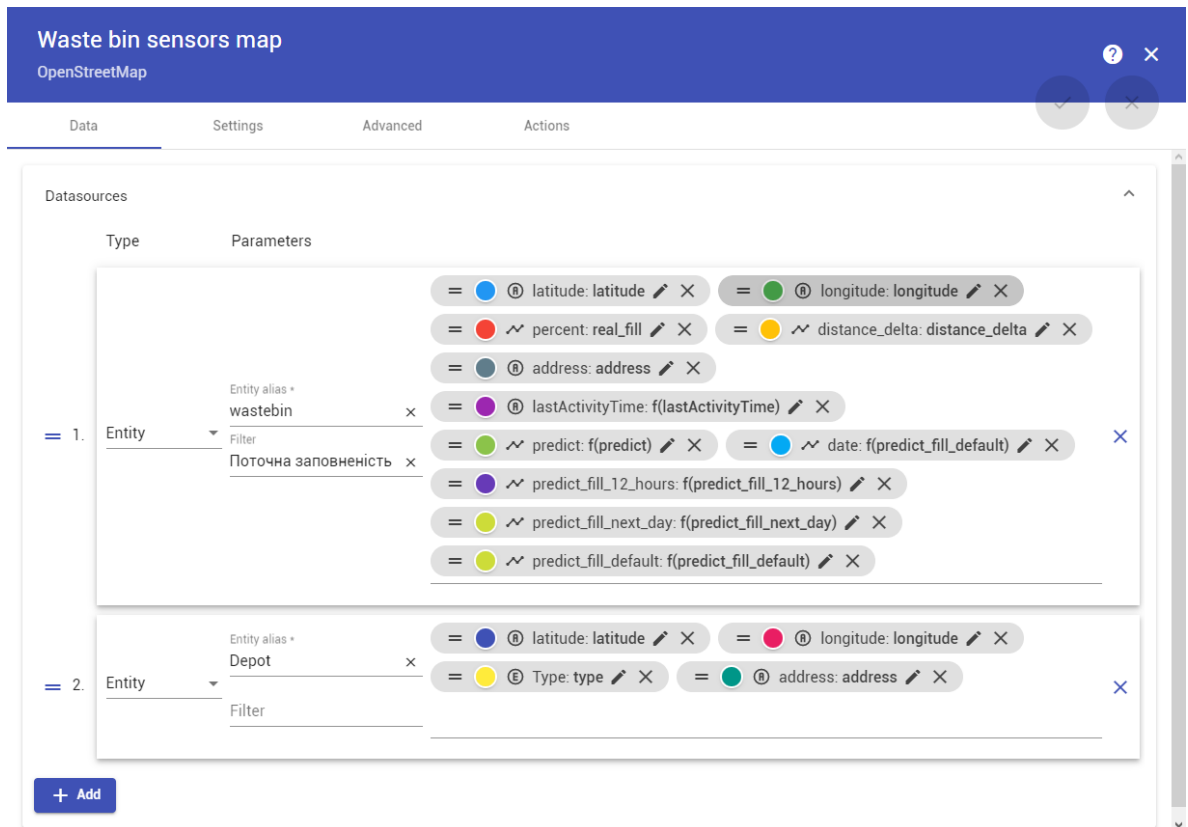 Waste bin sensors map
OpenStreetMap
Data Settings Advanced Actions
Datasources
Type Parameters
latitude: latitude longitude: longitude
percent: real_fill distance_delta: distance_delta
address: address
Entity alias *
wastebin
lastActivityTime: f(lastActivityTime)
1. Entity
Filter
Поточна заповненість
predict: f(predict) date: f(predict_fill_default)
predict_fill_12_hours: f(predict_fill_12_hours)
predict_fill_next_day: f(predict_fill_next_day)
predict_fill_default: f(predict_fill_default)
Entity alias *
Depot
latitude: latitude longitude: longitude
2. Entity
Type: type address: address
Filter
+ Add